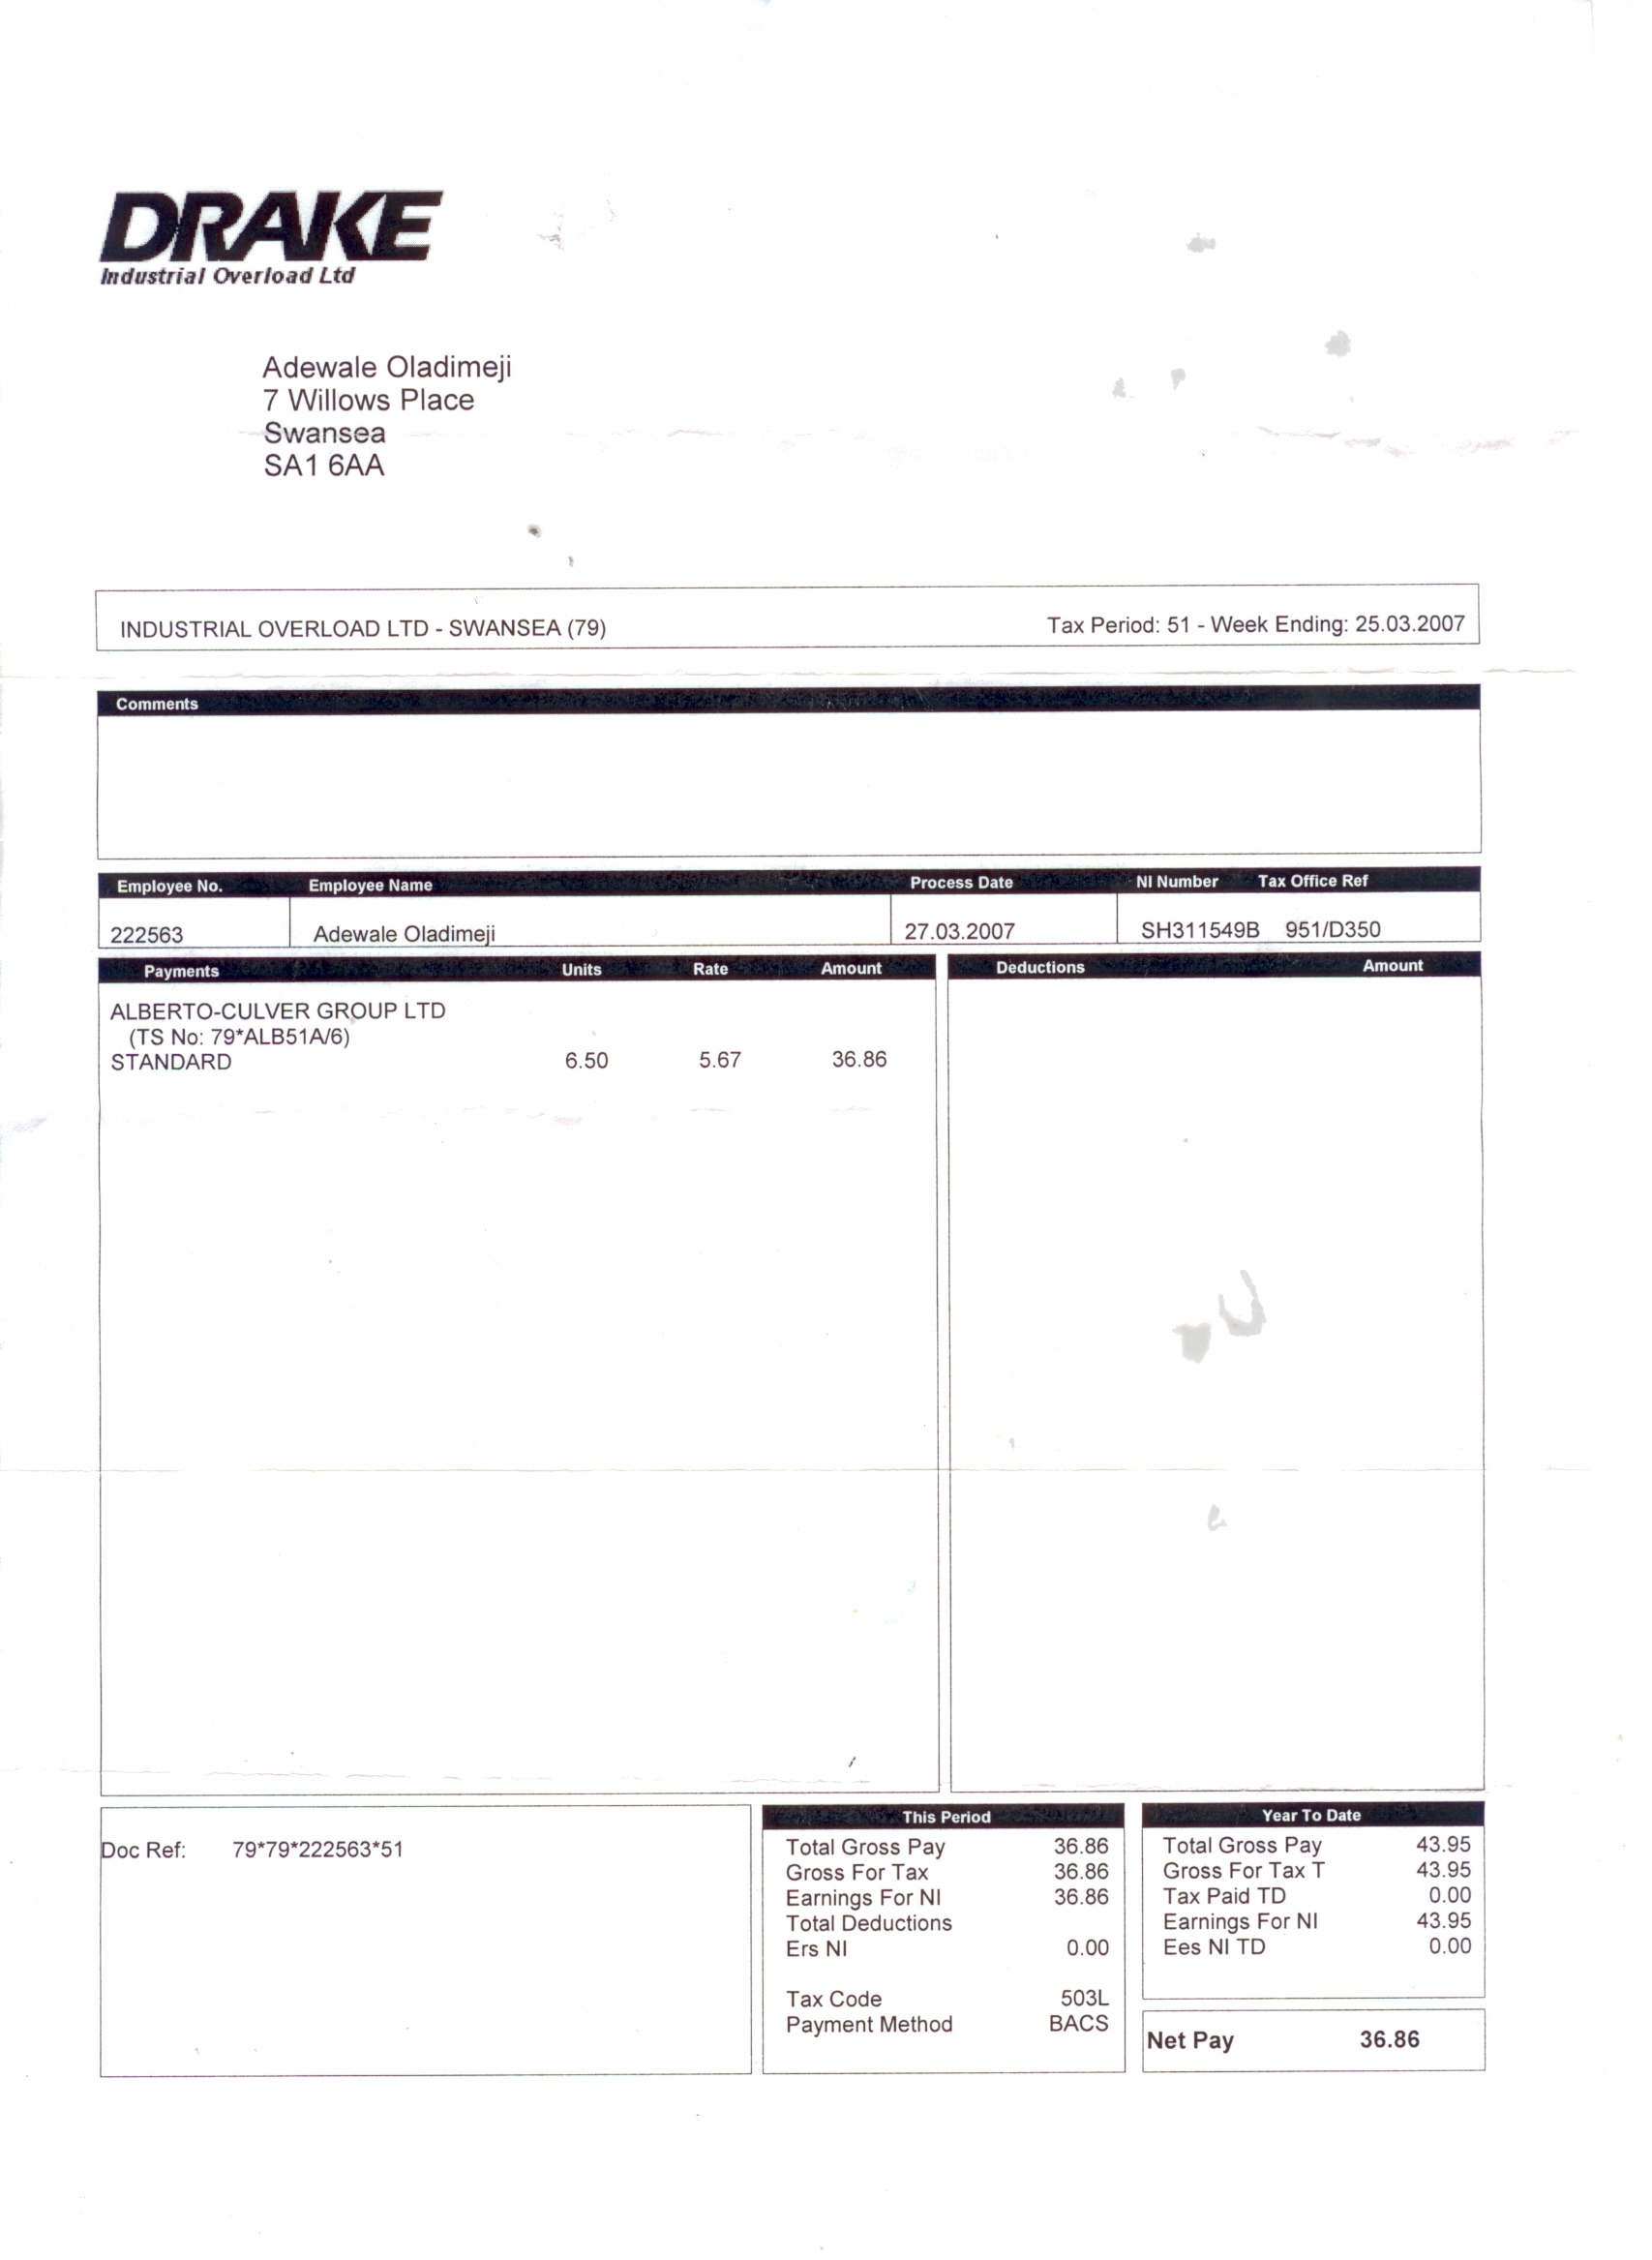 DRAKE
Industrial Overload Ltd
Adewale Oladimeji
7 Willows Place
Swansea
SA1 6AA
INDUSTRIAL OVERLOAD LTD - SWANSEA (79) Tax Period: 51 - Week Ending: 25.03.2007
Comments
Employee No. Employee Name Process Date NI Number Tax Office Ref
222563 Adewale Oladimeji 27.03.2007 SH311549B 951/D350
Payments Units Rate Amount Deductions Amount
ALBERTO-CULVER GROUP LTD
(TS No: 79*ALB51A/6)
STANDARD 6.50 5.67 36.86
Doc Ref: 79*79*222563*51
This Period
Total Gross Pay 36.86
Gross For Tax 36.86
Earnings For NI 36.86
Total Deductions
Ers NI 0.00
Tax Code 503L
Payment Method BACS
Year To Date
Total Gross Pay 43.95
Gross For Tax T 43.95
Tax Paid TD 0.00
Earnings For NI 43.95
Ees NI TD 0.00
Net Pay 36.86